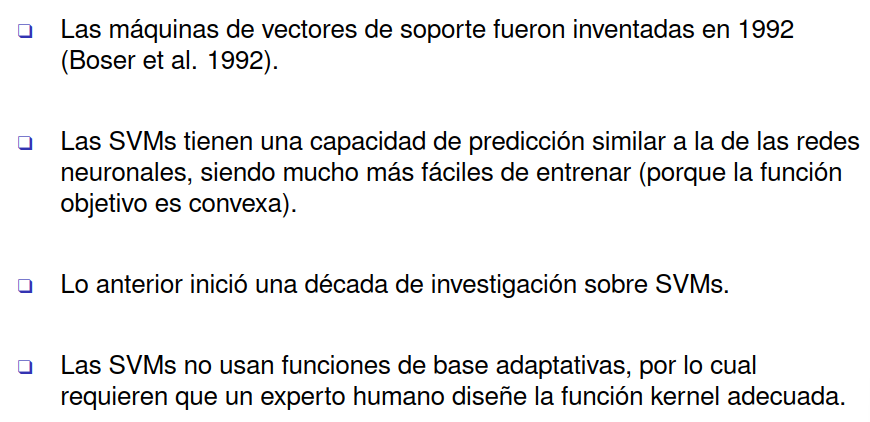 Las máquinas de vectores de soporte fueron inventadas en 1992
(Boser et al. 1992).
Las SVMs tienen una capacidad de predicción similar a la de las redes
neuronales, siendo mucho más fáciles de entrenar (porque la función
objetivo es convexa).
Lo anterior inició una década de investigación sobre SVMs.
Las SVMs no usan funciones de base adaptativas, por lo cual
requieren que un experto humano diseñe la función kernel adecuada.